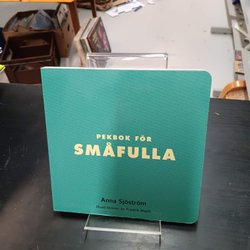 PEKBOK FÖR
SMÅFULLA
Anna Sjöström